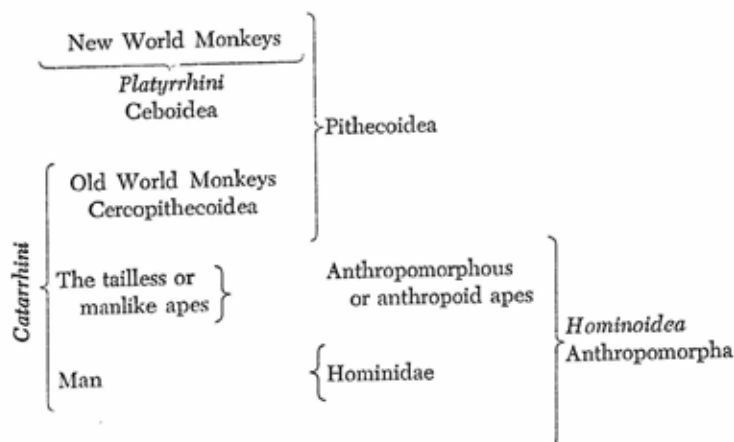 New World Monkeys
Platyrrhini
Ceboidea
Pithecoidea
Old World Monkeys
Cercopithecoidea
Catarrhini
The tailless or
manlike apes
Anthropomorphous
or anthropoid apes
Hominoidea
Anthropomorpha
Man
Hominidae